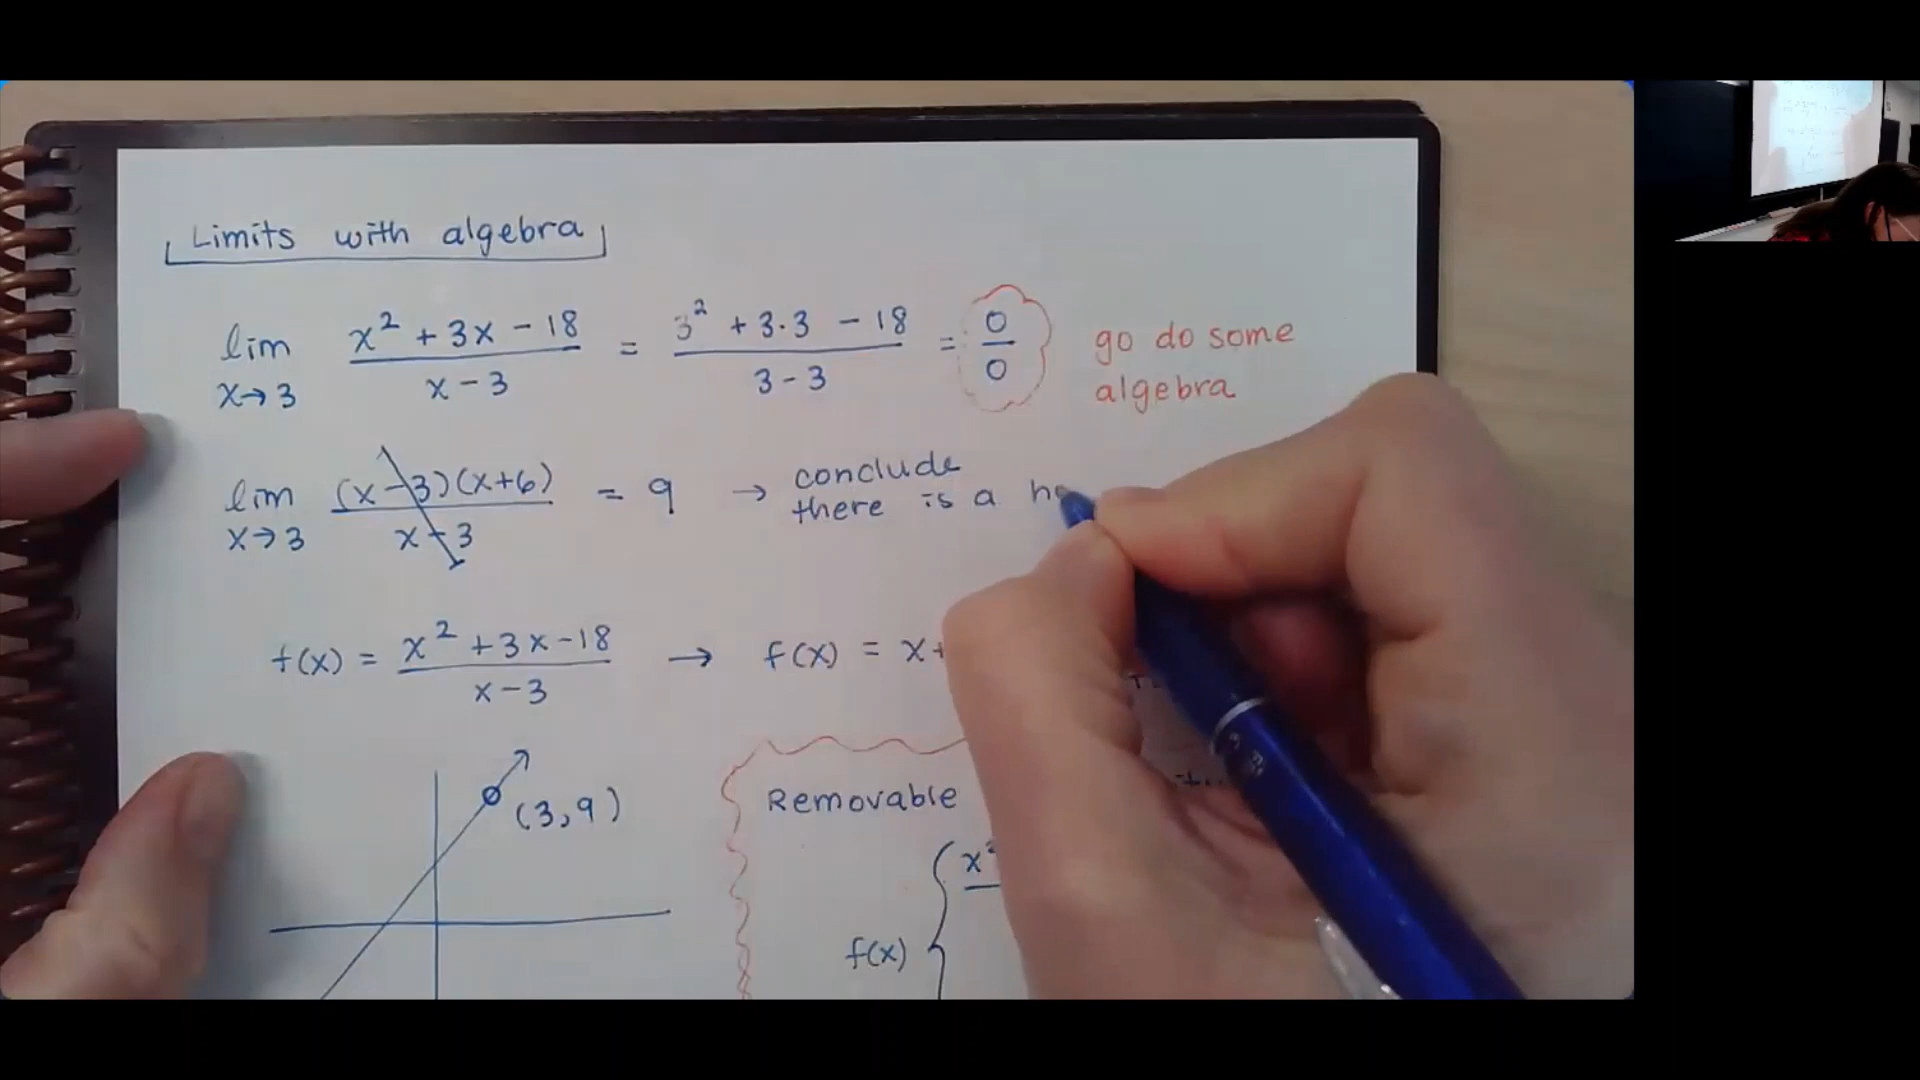 Limits with algebra
lim x→3 (x² + 3x - 18)/(x - 3) = (3² + 3·3 - 18)/(3 - 3) = 0/0 go do some algebra
lim x→3 (x-3)(x+6)/(x-3) = 9 → conclude
there is a
f(x) = (x² + 3x - 18)/(x - 3) → f(x) = x+
(3,9)
Removable
x²
f(x) {